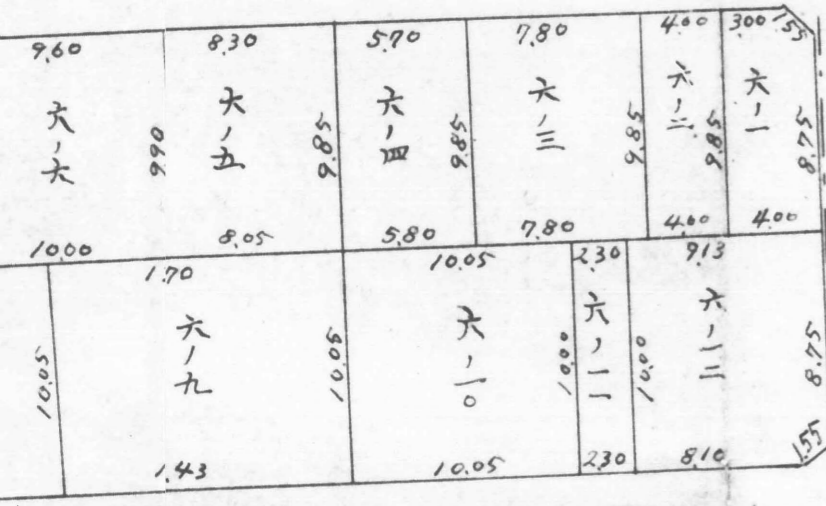 9.60 8.30 5.70 7.80 4.60 3.00 1.55
六ノ六 9.90 六ノ五 9.85 六ノ四 9.85 六ノ三 9.85 六ノ二 9.85 六ノ一 8.75
10.00 8.05 5.80 7.80 4.60 4.00
1.70 10.05 2.30 9.13
10.05 六ノ九 10.05 六ノ一〇 10.00 六ノ一一 10.00 六ノ一二 8.75
1.43 10.05 2.30 8.10 1.55